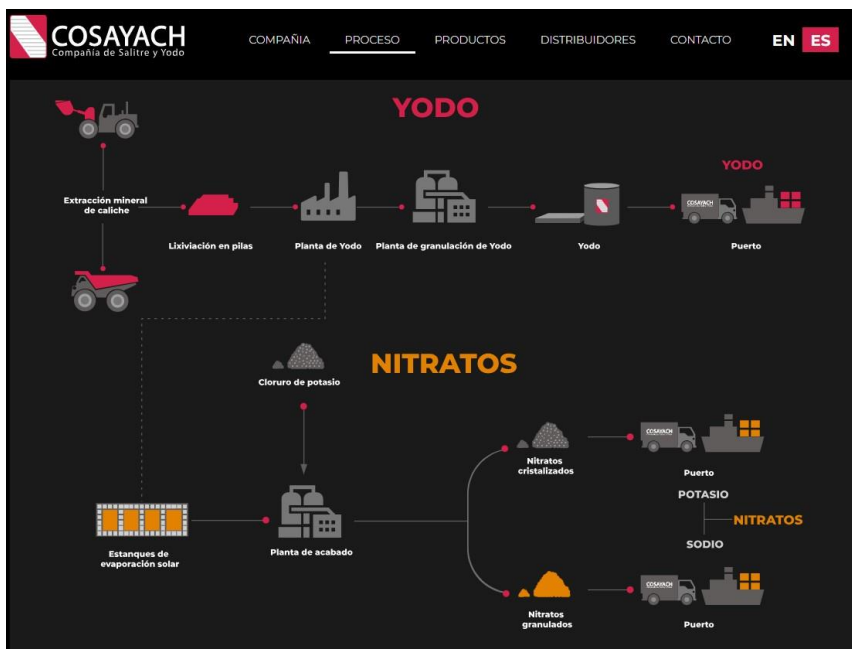 COSAYACH
Compañía de Salitre y Yodo
COMPAÑIA
PROCESO
PRODUCTOS
DISTRIBUIDORES
CONTACTO
EN
ES
YODO
Extracción mineral
de caliche
Lixiviación en pilas
Planta de Yodo
Planta de granulación de Yodo
Yodo
YODO
COSAYACH
Puerto
NITRATOS
Cloruro de potasio
Estanques de
evaporación solar
Planta de acabado
Nitratos
cristalizados
COSAYACH
Puerto
POTASIO
NITRATOS
SODIO
Nitratos
granulados
COSAYACH
Puerto